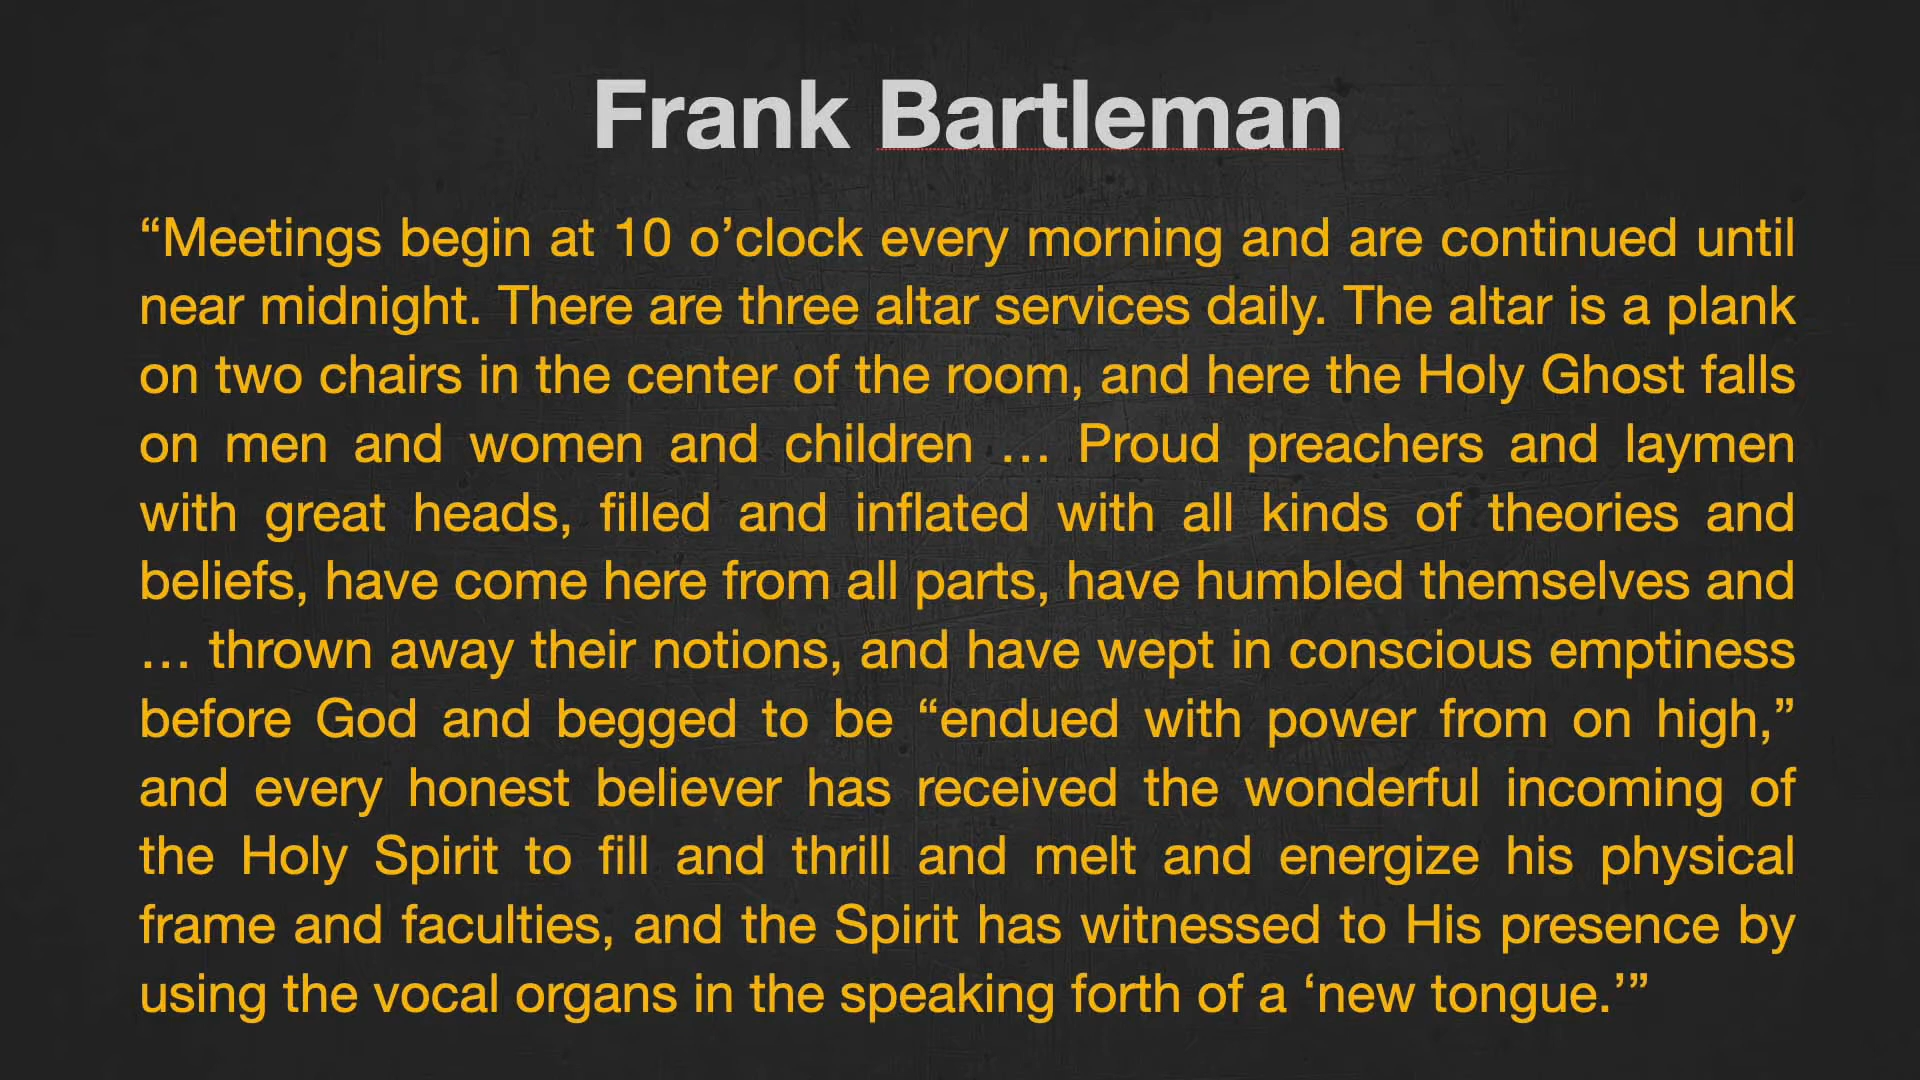 Frank Bartleman
“Meetings begin at 10 o’clock every morning and are continued until
near midnight. There are three altar services daily. The altar is a plank
on two chairs in the center of the room, and here the Holy Ghost falls
on men and women and children … Proud preachers and laymen
with great heads, filled and inflated with all kinds of theories and
beliefs, have come here from all parts, have humbled themselves and
… thrown away their notions, and have wept in conscious emptiness
before God and begged to be “endued with power from on high,”
and every honest believer has received the wonderful incoming of
the Holy Spirit to fill and thrill and melt and energize his physical
frame and faculties, and the Spirit has witnessed to His presence by
using the vocal organs in the speaking forth of a ‘new tongue.’”